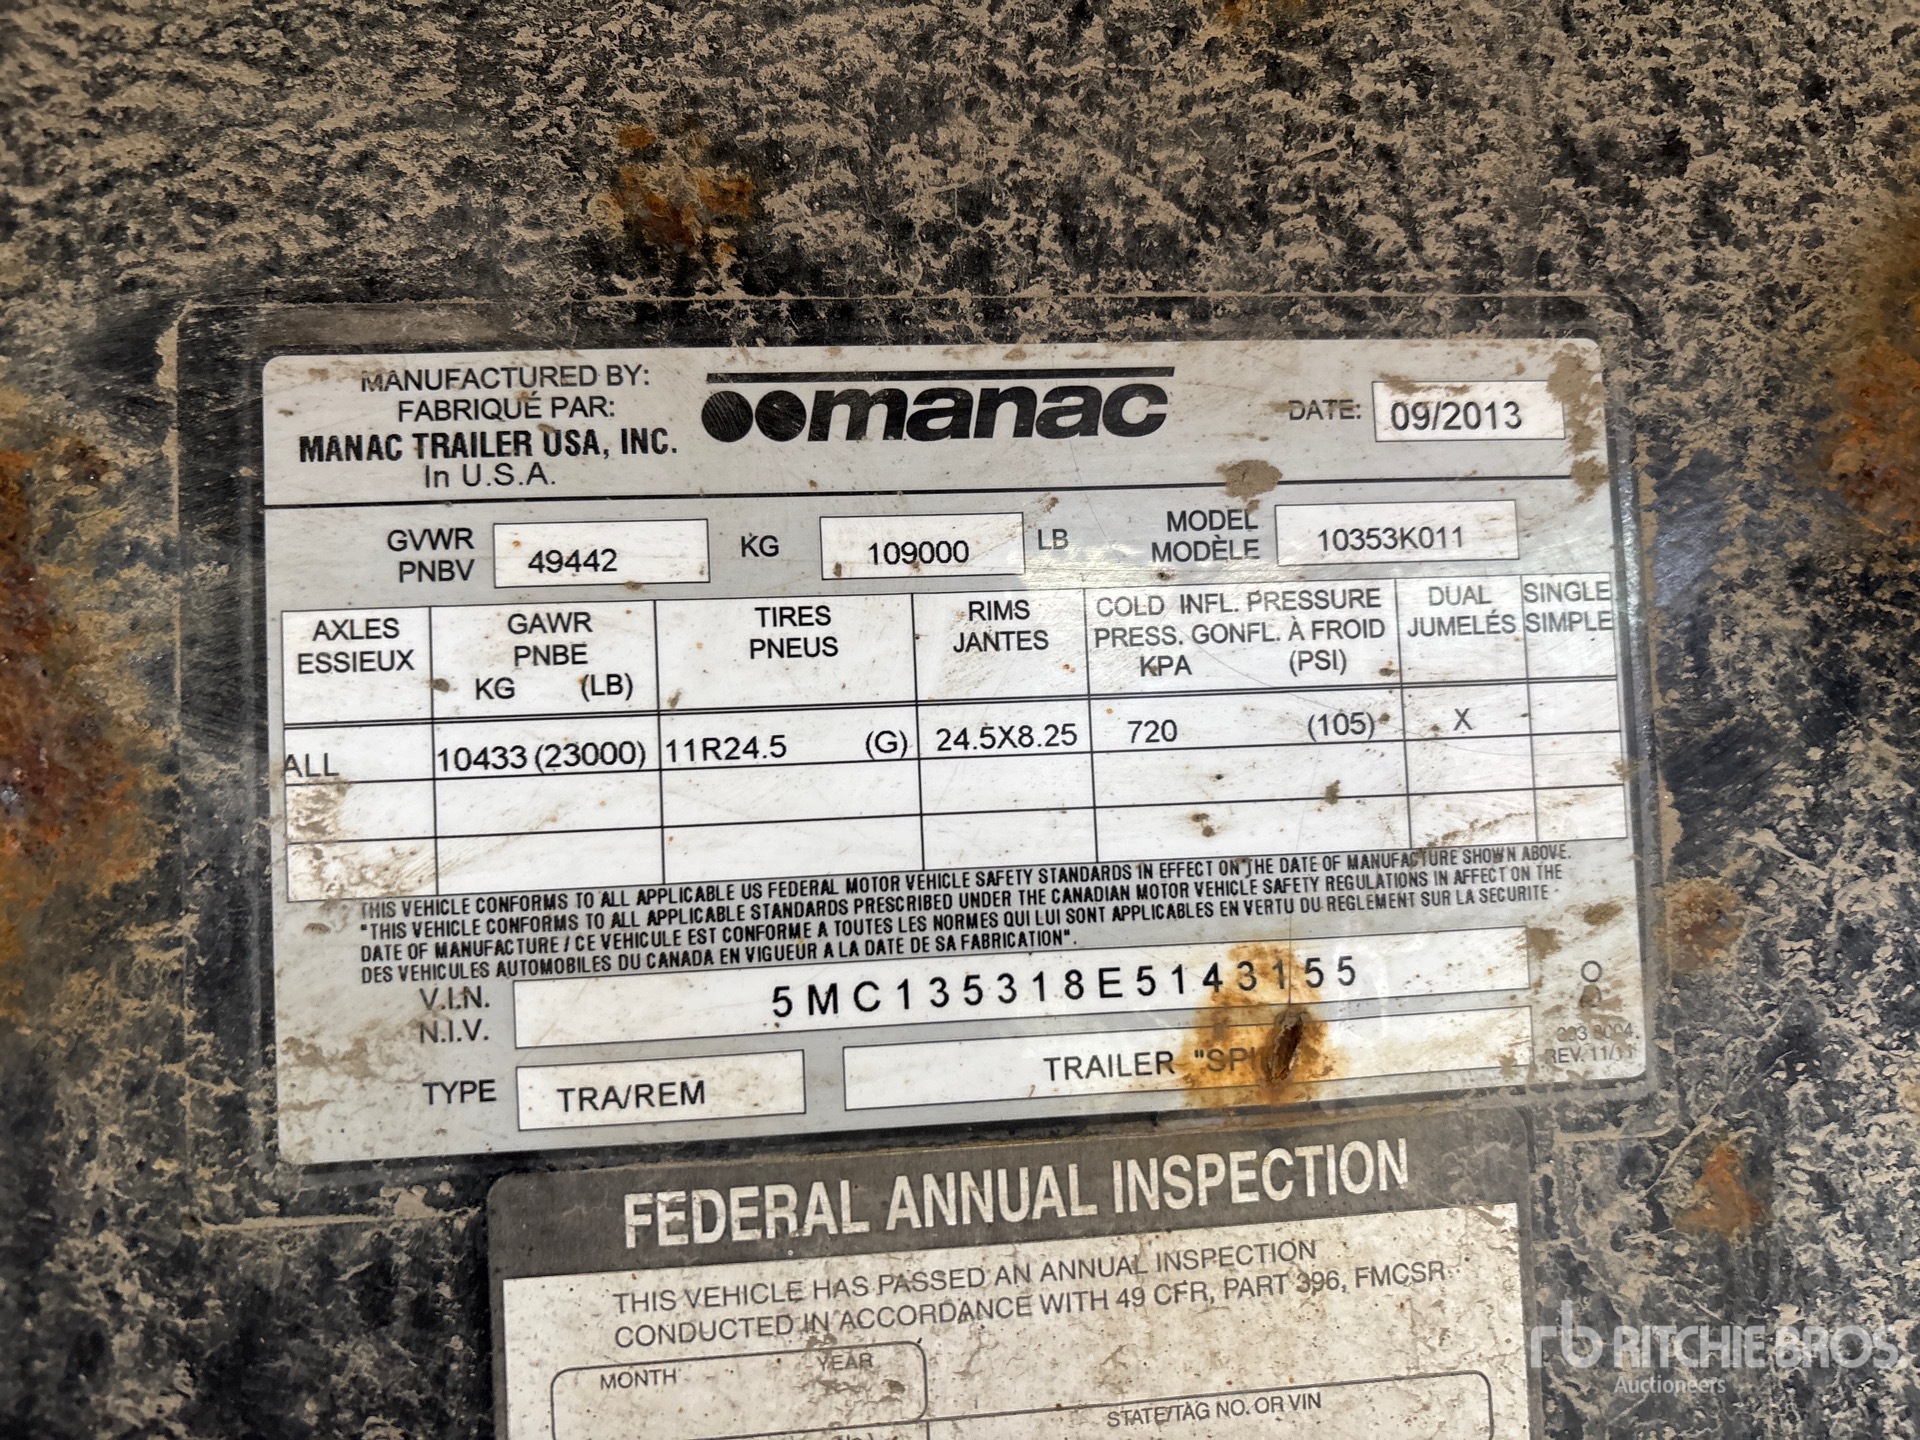 MANUFACTURED BY:
FABRIQUÉ PAR:
MANAC TRAILER USA, INC.
In U.S.A.
manac
DATE: 09/2013
GVWR
PNBV
49442 KG 109000 LB
MODEL
MODÈLE
10353K011
AXLES
ESSIEUX
GAWR
PNBE
KG (LB)
TIRES
PNEUS
RIMS
JANTES
COLD INFL. PRESSURE
PRESS. GONFL. À FROID
KPA (PSI)
DUAL
JUMELÉS
SINGLE
SIMPLE
ALL 10433 (23000) 11R24.5 (G) 24.5X8.25 720 (105) X
THIS VEHICLE CONFORMS TO ALL APPLICABLE US FEDERAL MOTOR VEHICLE SAFETY STANDARDS IN EFFECT ON THE DATE OF MANUFACTURE SHOWN ABOVE.
"THIS VEHICLE CONFORMS TO ALL APPLICABLE STANDARDS PRESCRIBED UNDER THE CANADIAN MOTOR VEHICLE SAFETY REGULATIONS IN AFFECT ON THE
DATE OF MANUFACTURE / CE VEHICULE EST CONFORME A TOUTES LES NORMES QUI LUI SONT APPLICABLES EN VERTU DU REGLEMENT SUR LA SECURITE
DES VEHICULES AUTOMOBILES DU CANADA EN VIGUEUR A LA DATE DE SA FABRICATION".
V.I.N.
N.I.V.
5MC135318E5143155
TYPE TRA/REM TRAILER
REV. 11/11
FEDERAL ANNUAL INSPECTION
THIS VEHICLE HAS PASSED AN ANNUAL INSPECTION
CONDUCTED IN ACCORDANCE WITH 49 CFR, PART 396, FMCSR
MONTH YEAR
STATE/TAG NO. OR VIN
rb RITCHIE BROS
Auctioneers